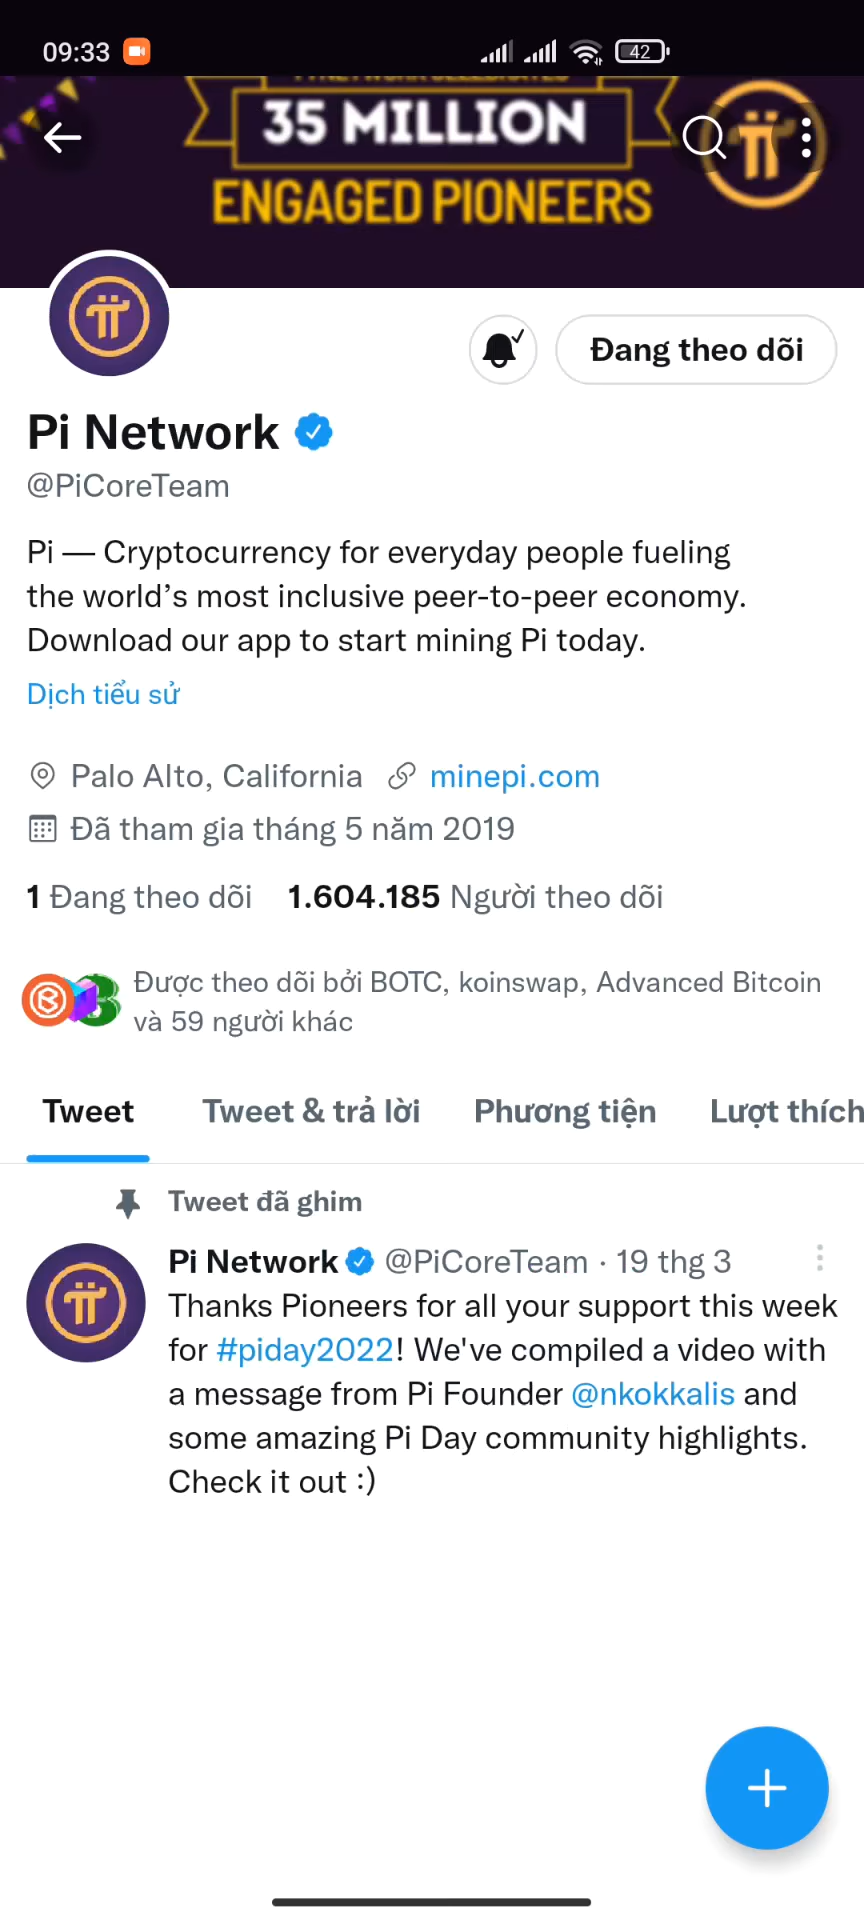 09:33
42
35 MILLION
ENGAGED PIONEERS
Đang theo dõi
Pi Network
@PiCoreTeam
Pi — Cryptocurrency for everyday people fueling
the world’s most inclusive peer-to-peer economy.
Download our app to start mining Pi today.
Dịch tiểu sử
Palo Alto, California minepi.com
Đã tham gia tháng 5 năm 2019
1 Đang theo dõi 1.604.185 Người theo dõi
Được theo dõi bởi BOTC, koinswap, Advanced Bitcoin
và 59 người khác
Tweet Tweet & trả lời Phương tiện Lượt thích
Tweet đã ghim
Pi Network @PiCoreTeam · 19 thg 3
Thanks Pioneers for all your support this week
for #piday2022! We've compiled a video with
a message from Pi Founder @nkokkalis and
some amazing Pi Day community highlights.
Check it out :)